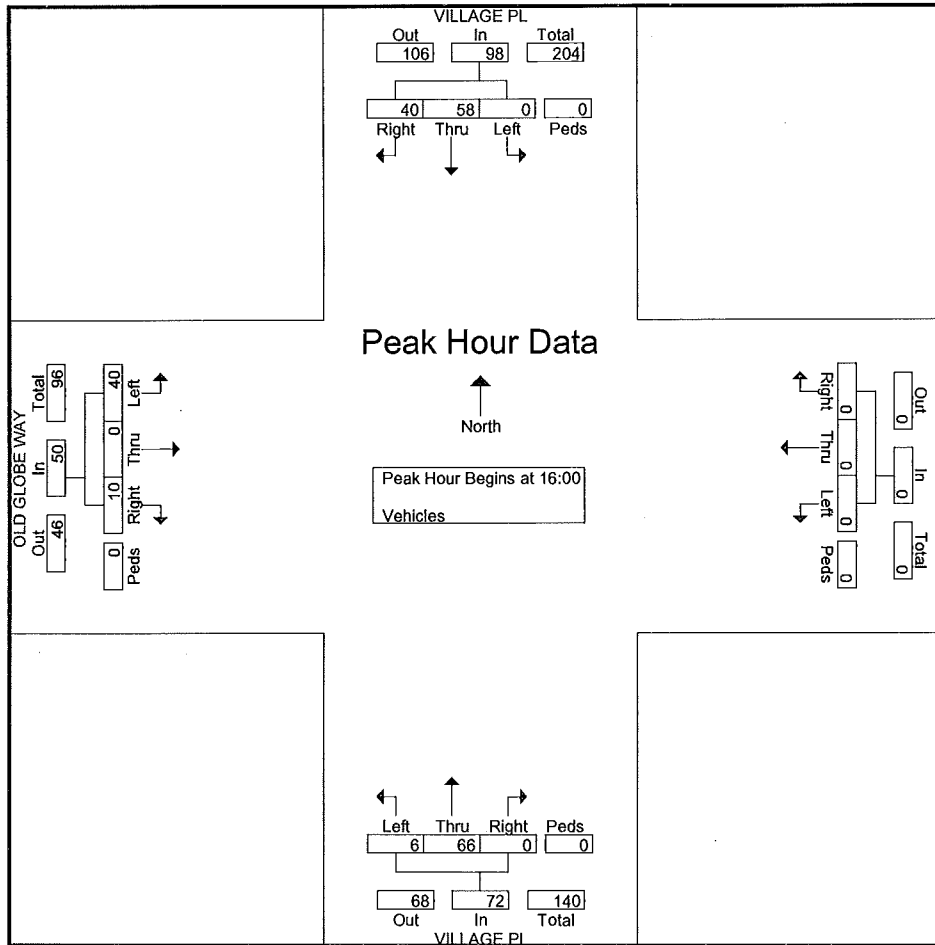 VILLAGE PL
Out In Total
106 98 204
40 58 0 0
Right Thru Left Peds
Peak Hour Data
North
Peak Hour Begins at 16:00
Vehicles
OLD GLOBE WAY
Total In Out
96 50 46
40 0 10 0
Left Thru Right Peds
Out In Total
0 0 0
Right Thru Left Peds
0 0 0 0
Left Thru Right Peds
6 66 0 0
68 72 140
Out In Total
VILLAGE PL